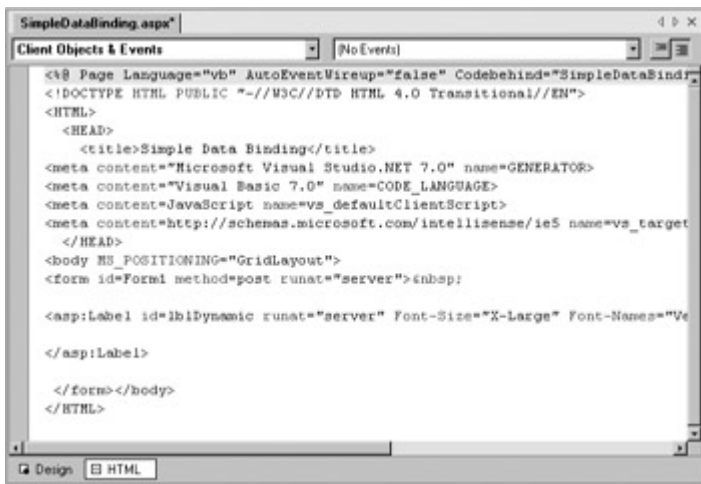 SimpleDataBinding.aspx*
Client Objects & Events (No Events)
<%@ Page Language="vb" AutoEventWireup="false" Codebehind="SimpleDataBindi
<!DOCTYPE HTML PUBLIC "-//W3C//DTD HTML 4.0 Transitional//EN">
<HTML>
<HEAD>
<title>Simple Data Binding</title>
<meta content="Microsoft Visual Studio.NET 7.0" name=GENERATOR>
<meta content="Visual Basic 7.0" name=CODE_LANGUAGE>
<meta content=JavaScript name=vs_defaultClientScript>
<meta content=http://schemas.microsoft.com/intellisense/ie5 name=vs_target
</HEAD>
<body MS_POSITIONING="GridLayout">
<form id=Form1 method=post runat="server">&nbsp;
<asp:Label id=lblDynamic runat="server" Font-Size="X-Large" Font-Names="Ve
</asp:Label>
</form></body>
</HTML>
Design HTML